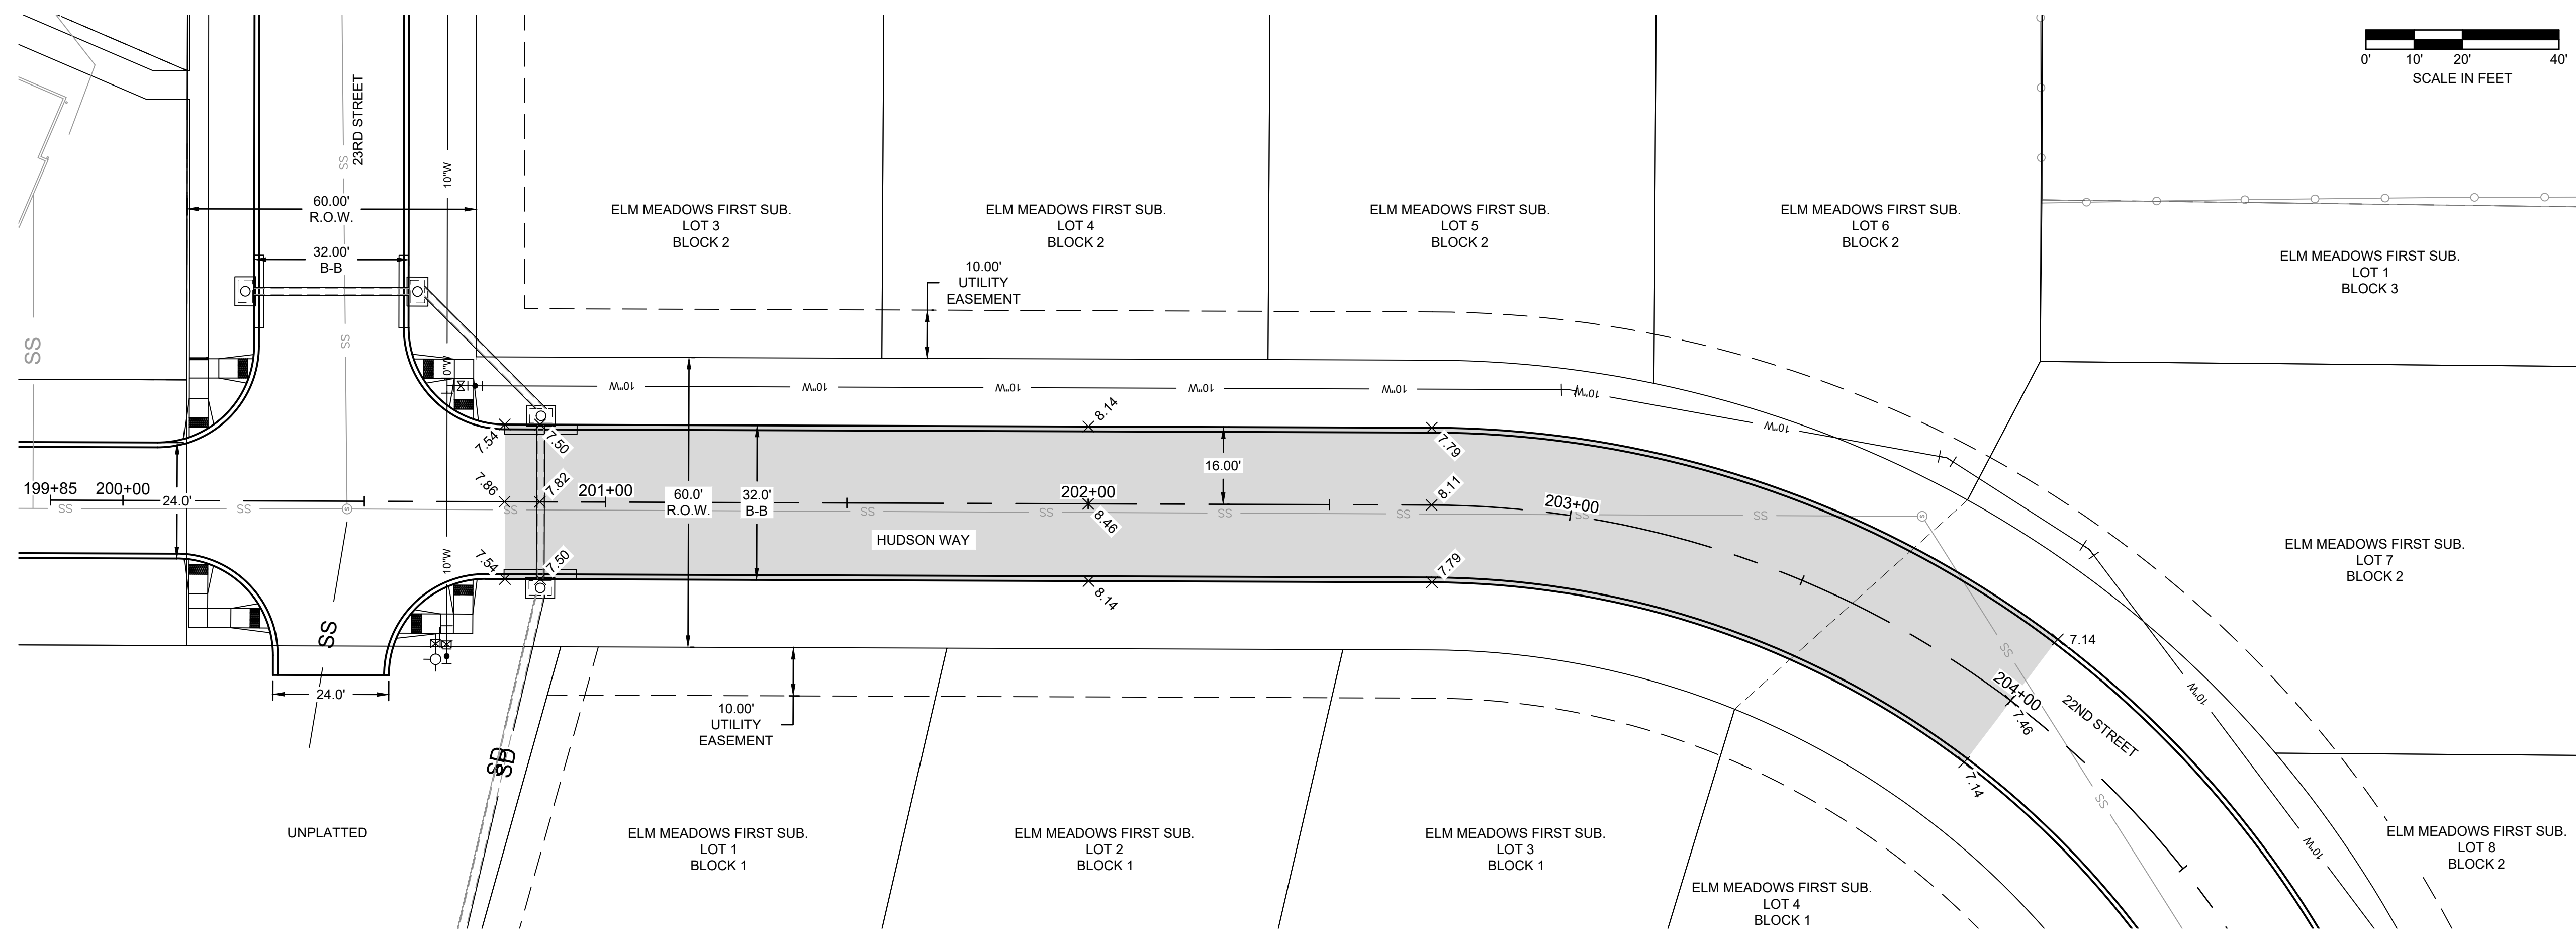 0' 10' 20' 40'
SCALE IN FEET
23RD STREET
SS
10"W
60.00'
R.O.W.
32.00'
B-B
ELM MEADOWS FIRST SUB.
LOT 3
BLOCK 2
ELM MEADOWS FIRST SUB.
LOT 4
BLOCK 2
ELM MEADOWS FIRST SUB.
LOT 5
BLOCK 2
ELM MEADOWS FIRST SUB.
LOT 6
BLOCK 2
ELM MEADOWS FIRST SUB.
LOT 1
BLOCK 3
10.00'
UTILITY
EASEMENT
SS
SS
10"W
10"W
10"W
10"W
10"W
10"W
10"W
10"W
7.54
7.50
8.14
7.79
16.00'
7.86
7.82
8.11
199+85
200+00
24.0'
201+00
60.0'
R.O.W.
32.0'
B-B
202+00
8.46
203+00
SS
SS
SS
SS
SS
SS
SS
SS
SS
HUDSON WAY
7.54
7.50
8.14
7.79
10"W
ELM MEADOWS FIRST SUB.
LOT 7
BLOCK 2
SS
24.0'
7.14
SS
204+00
7.46
22ND STREET
10"W
7.14
SS
10"W
10.00'
UTILITY
EASEMENT
SD
SD
UNPLATTED
ELM MEADOWS FIRST SUB.
LOT 1
BLOCK 1
ELM MEADOWS FIRST SUB.
LOT 2
BLOCK 1
ELM MEADOWS FIRST SUB.
LOT 3
BLOCK 1
ELM MEADOWS FIRST SUB.
LOT 4
BLOCK 1
ELM MEADOWS FIRST SUB.
LOT 8
BLOCK 2